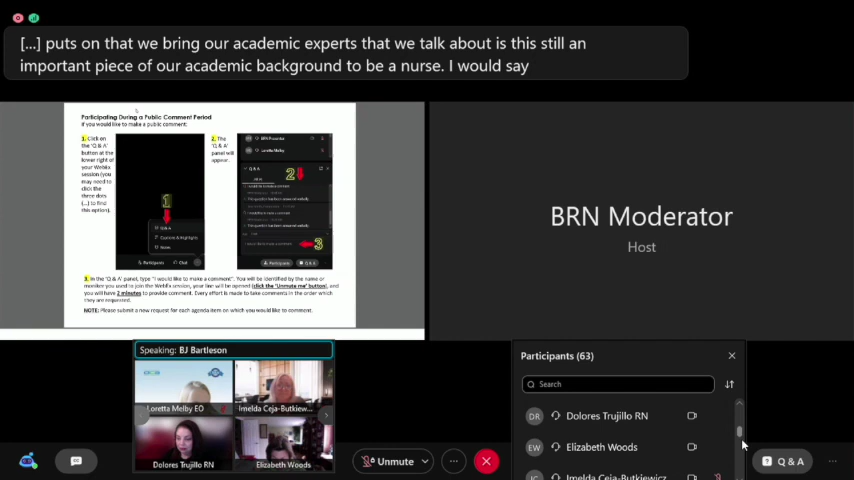 [...] puts on that we bring our academic experts that we talk about is this still an
important piece of our academic background to be a nurse. I would say
Participating During a Public Comment Period
If you would like to make a public comment:
1. Click on
the 'Q & A'
button at the
lower right of
your WebEx
session (you
may need to
click the
three dots
(...) to find
this option).
1
Q & A
Participants
Chat
2. The
'Q & A'
panel will
appear.
BRN Presenter
Loretta Melby
Q & A
2
3
Participants
Q & A
3. In the 'Q & A' panel, type "I would like to make a comment". You will be identified by the name or
moniker you used to join the WebEx session, your line will be opened (click the 'Unmute me' button), and
you will have 2 minutes to provide comment. Every effort is made to take comments in the order which
they are requested.
NOTE: Please submit a new request for each agenda item on which you would like to comment.
BRN Moderator
Host
Speaking: BJ Bartleson
Loretta Melby EO
Imelda Ceja-Butkiew...
Dolores Trujillo RN
Elizabeth Woods
Participants (63)
Search
DR Dolores Trujillo RN
EW Elizabeth Woods
Imelda Ceja-Butkiewicz
CC
Unmute
Q & A